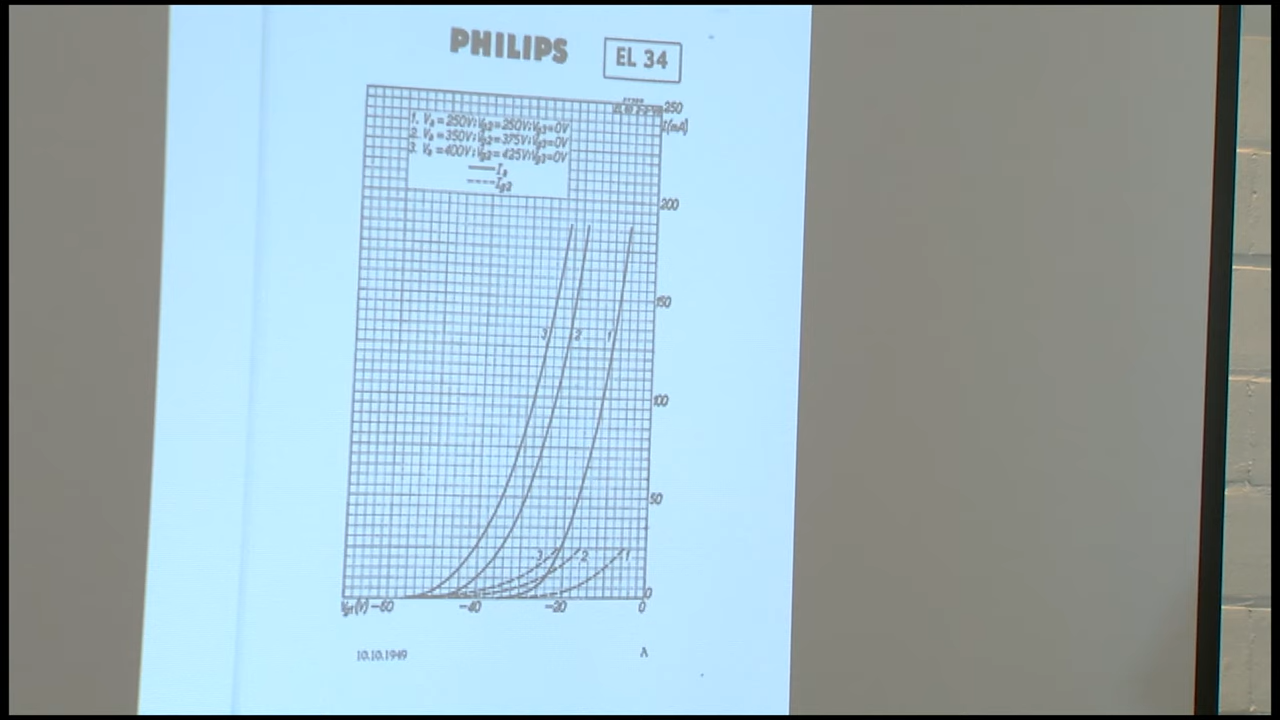 PHILIPS
EL 34
250
I(mA)
1. Va = 250V; Vg2 = 250V; Vg3 = 0V
2. Va = 350V; Vg2 = 375V; Vg3 = 0V
3. Va = 400V; Vg2 = 425V; Vg3 = 0V
Ia
Ig2
200
150
3 2 1
100
50
3 2 1
0
Vg1(V) -60 -40 -20 0
10.10.1949 A